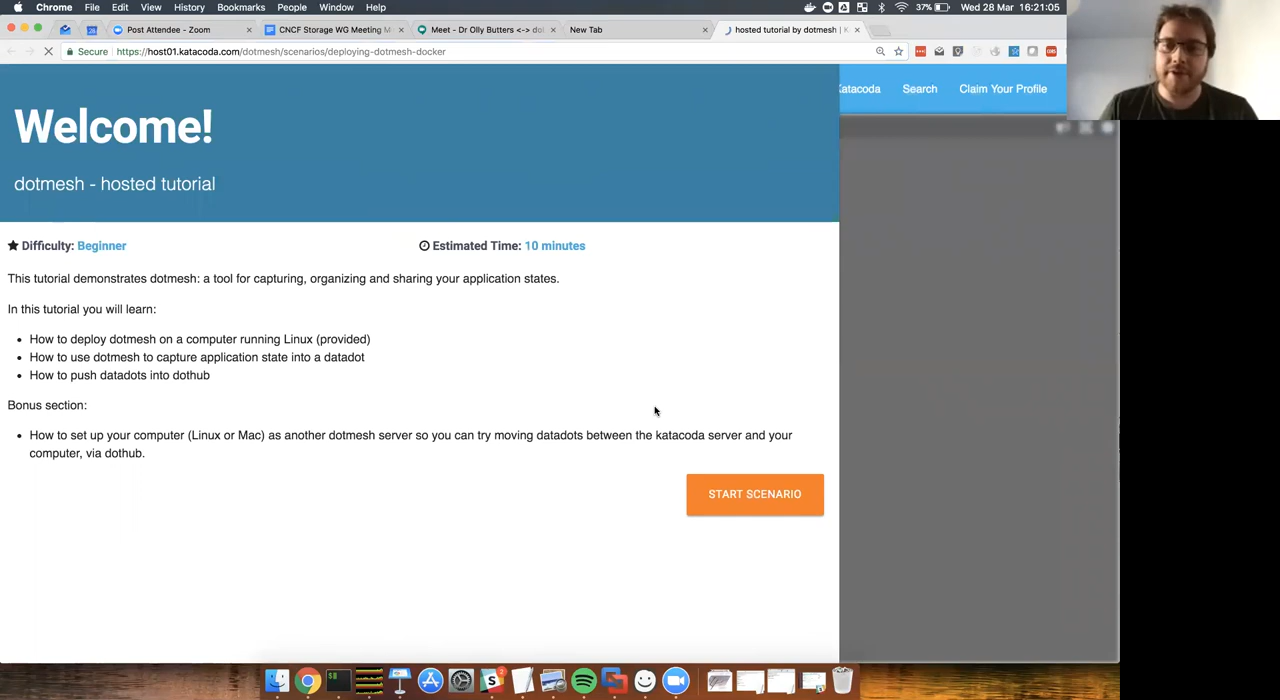 Chrome File Edit View History Bookmarks People Window Help 37% Wed 28 Mar 16:21:05
Post Attendee - Zoom CNCF Storage WG Meeting M Meet - Dr Olly Butters <-> do New Tab hosted tutorial by dotmesh | K
Secure https://host01.katacoda.com/dotmesh/scenarios/deploying-dotmesh-docker
Katacoda Search Claim Your Profile
Welcome!
dotmesh - hosted tutorial
Difficulty: Beginner Estimated Time: 10 minutes
This tutorial demonstrates dotmesh: a tool for capturing, organizing and sharing your application states.
In this tutorial you will learn:
How to deploy dotmesh on a computer running Linux (provided)
How to use dotmesh to capture application state into a datadot
How to push datadots into dothub
Bonus section:
How to set up your computer (Linux or Mac) as another dotmesh server so you can try moving datadots between the katacoda server and your
computer, via dothub.
START SCENARIO